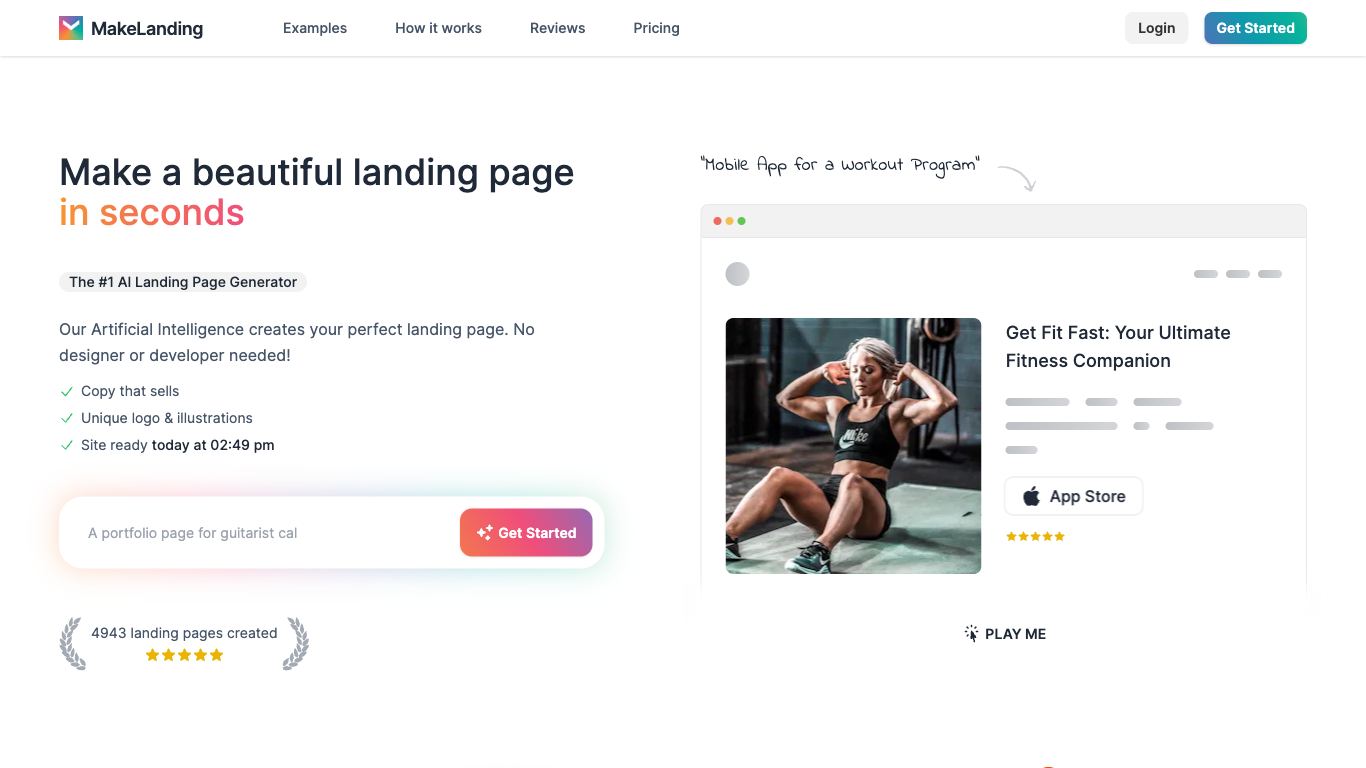 MakeLanding
Examples
How it works
Reviews
Pricing
Login
Get Started
Make a beautiful landing page
in seconds
The #1 AI Landing Page Generator
Our Artificial Intelligence creates your perfect landing page. No
designer or developer needed!
Copy that sells
Unique logo & illustrations
Site ready today at 02:49 pm
A portfolio page for guitarist cal
Get Started
4943 landing pages created
"Mobile App for a Workout Program"
Get Fit Fast: Your Ultimate
Fitness Companion
App Store
PLAY ME